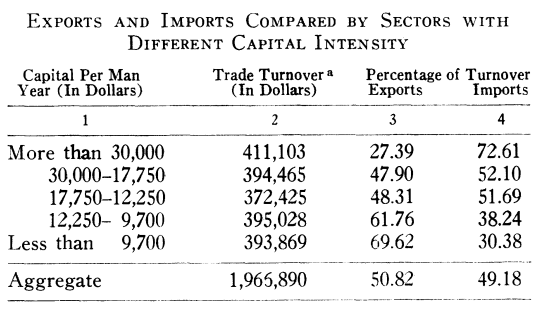 EXPORTS AND IMPORTS COMPARED BY SECTORS WITH
DIFFERENT CAPITAL INTENSITY
Capital Per Man Trade Turnover a Percentage of Turnover
Year (In Dollars) (In Dollars) Exports Imports
1 2 3 4
More than 30,000 411,103 27.39 72.61
30,000–17,750 394,465 47.90 52.10
17,750–12,250 372,425 48.31 51.69
12,250– 9,700 395,028 61.76 38.24
Less than 9,700 393,869 69.62 30.38
Aggregate 1,966,890 50.82 49.18